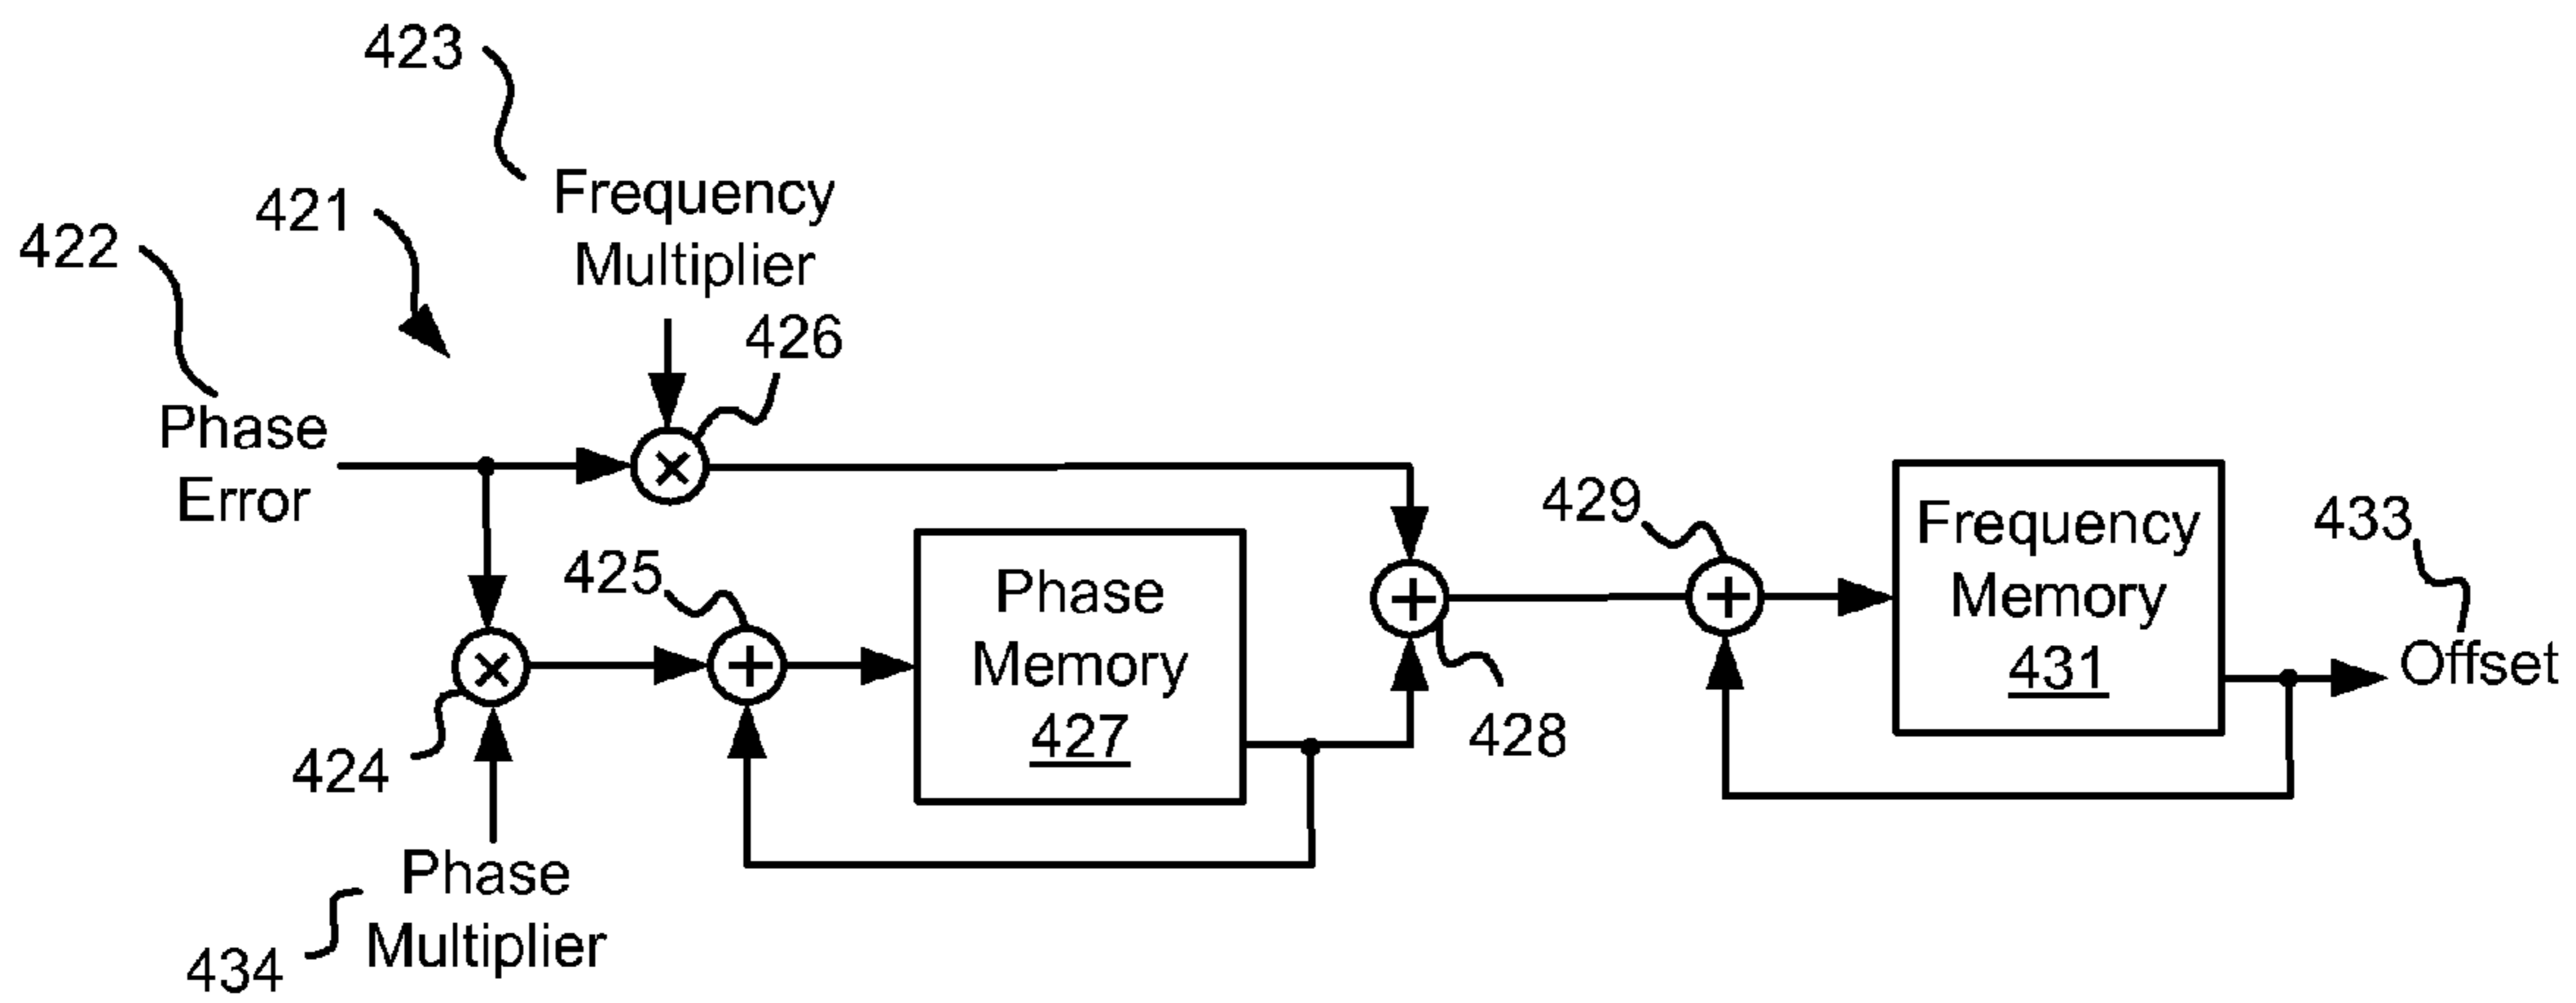 423
421
422
Frequency
Multiplier
426
Phase
Error
429
Frequency
Memory
431
433
Offset
425
Phase
Memory
427
428
424
Phase
Multiplier
434